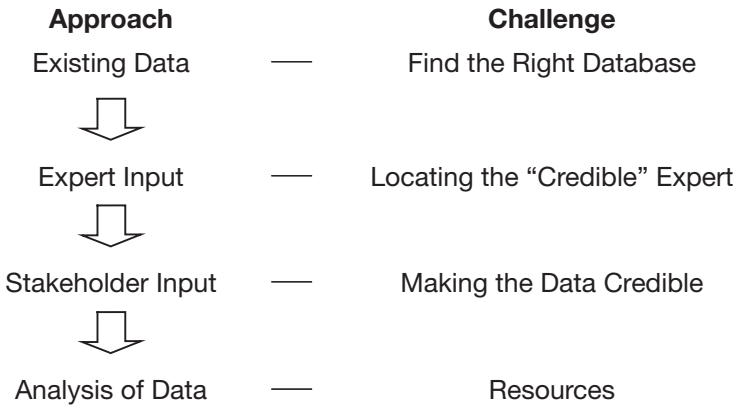 Approach Challenge
Existing Data — Find the Right Database
Expert Input — Locating the “Credible” Expert
Stakeholder Input — Making the Data Credible
Analysis of Data — Resources